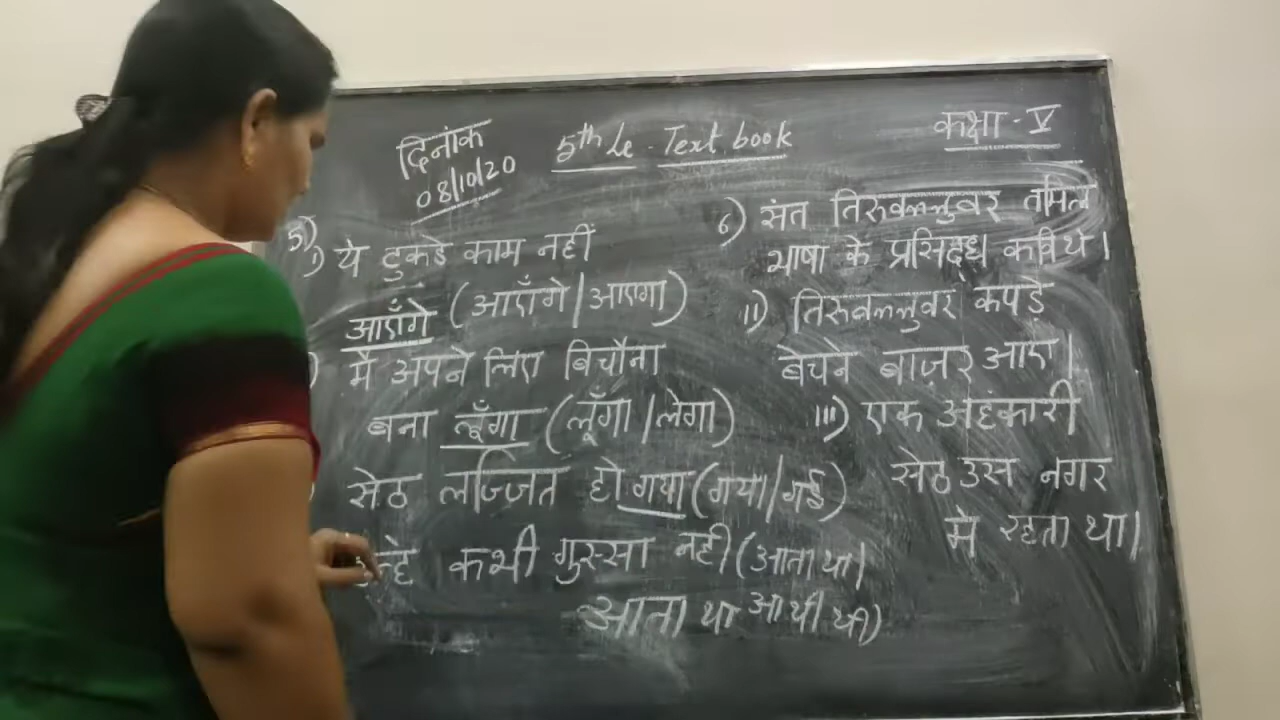 दिनांक
08/10/20
5th Le - Text book
कक्षा - V
5) i) ये टुकडे काम नहीं
आएँगे (आएँगे/आएगा)
) मैं अपने लिए बिचौना
बना लूँगा (लूँगा/लेगा)
सेठ लज्जित हो गया (गया/गई)
उन्हे कभी गुस्सा नही (आता था/
आता था आयी थी)
6) संत तिरुवल्लुवर तमिल
भाषा के प्रसिद्ध कवि थे।
ii) तिरुवल्लुवर कपडे
बेचने बाज़र आए।
iii) एक अहंकारी
सेठ उस नगर
मे रहता था।